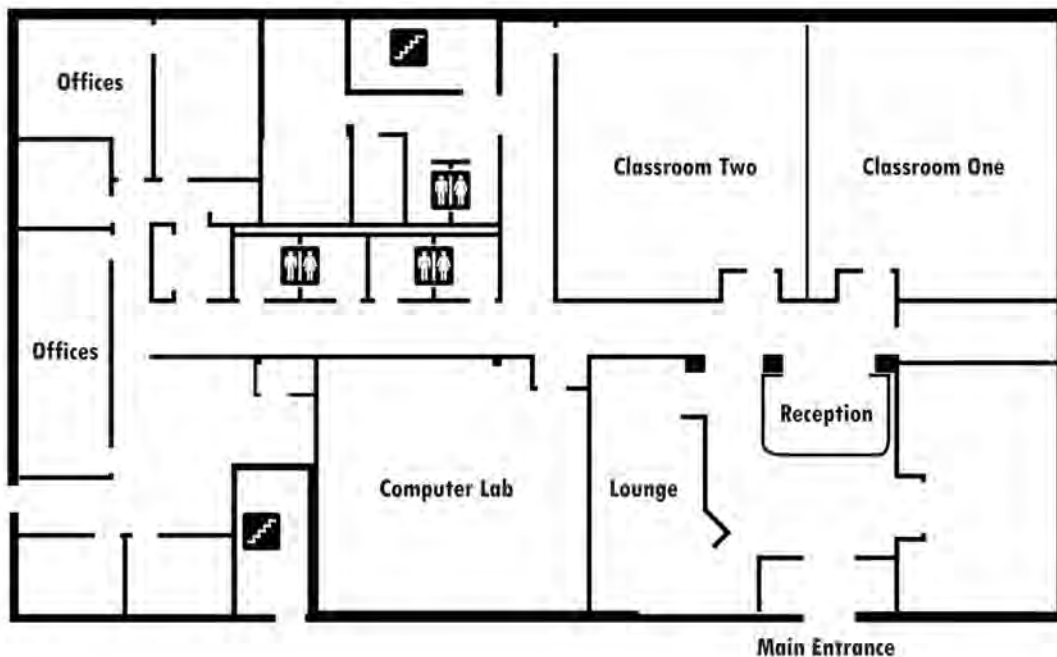 Offices
Classroom Two
Classroom One
Offices
Reception
Computer Lab
Lounge
Main Entrance